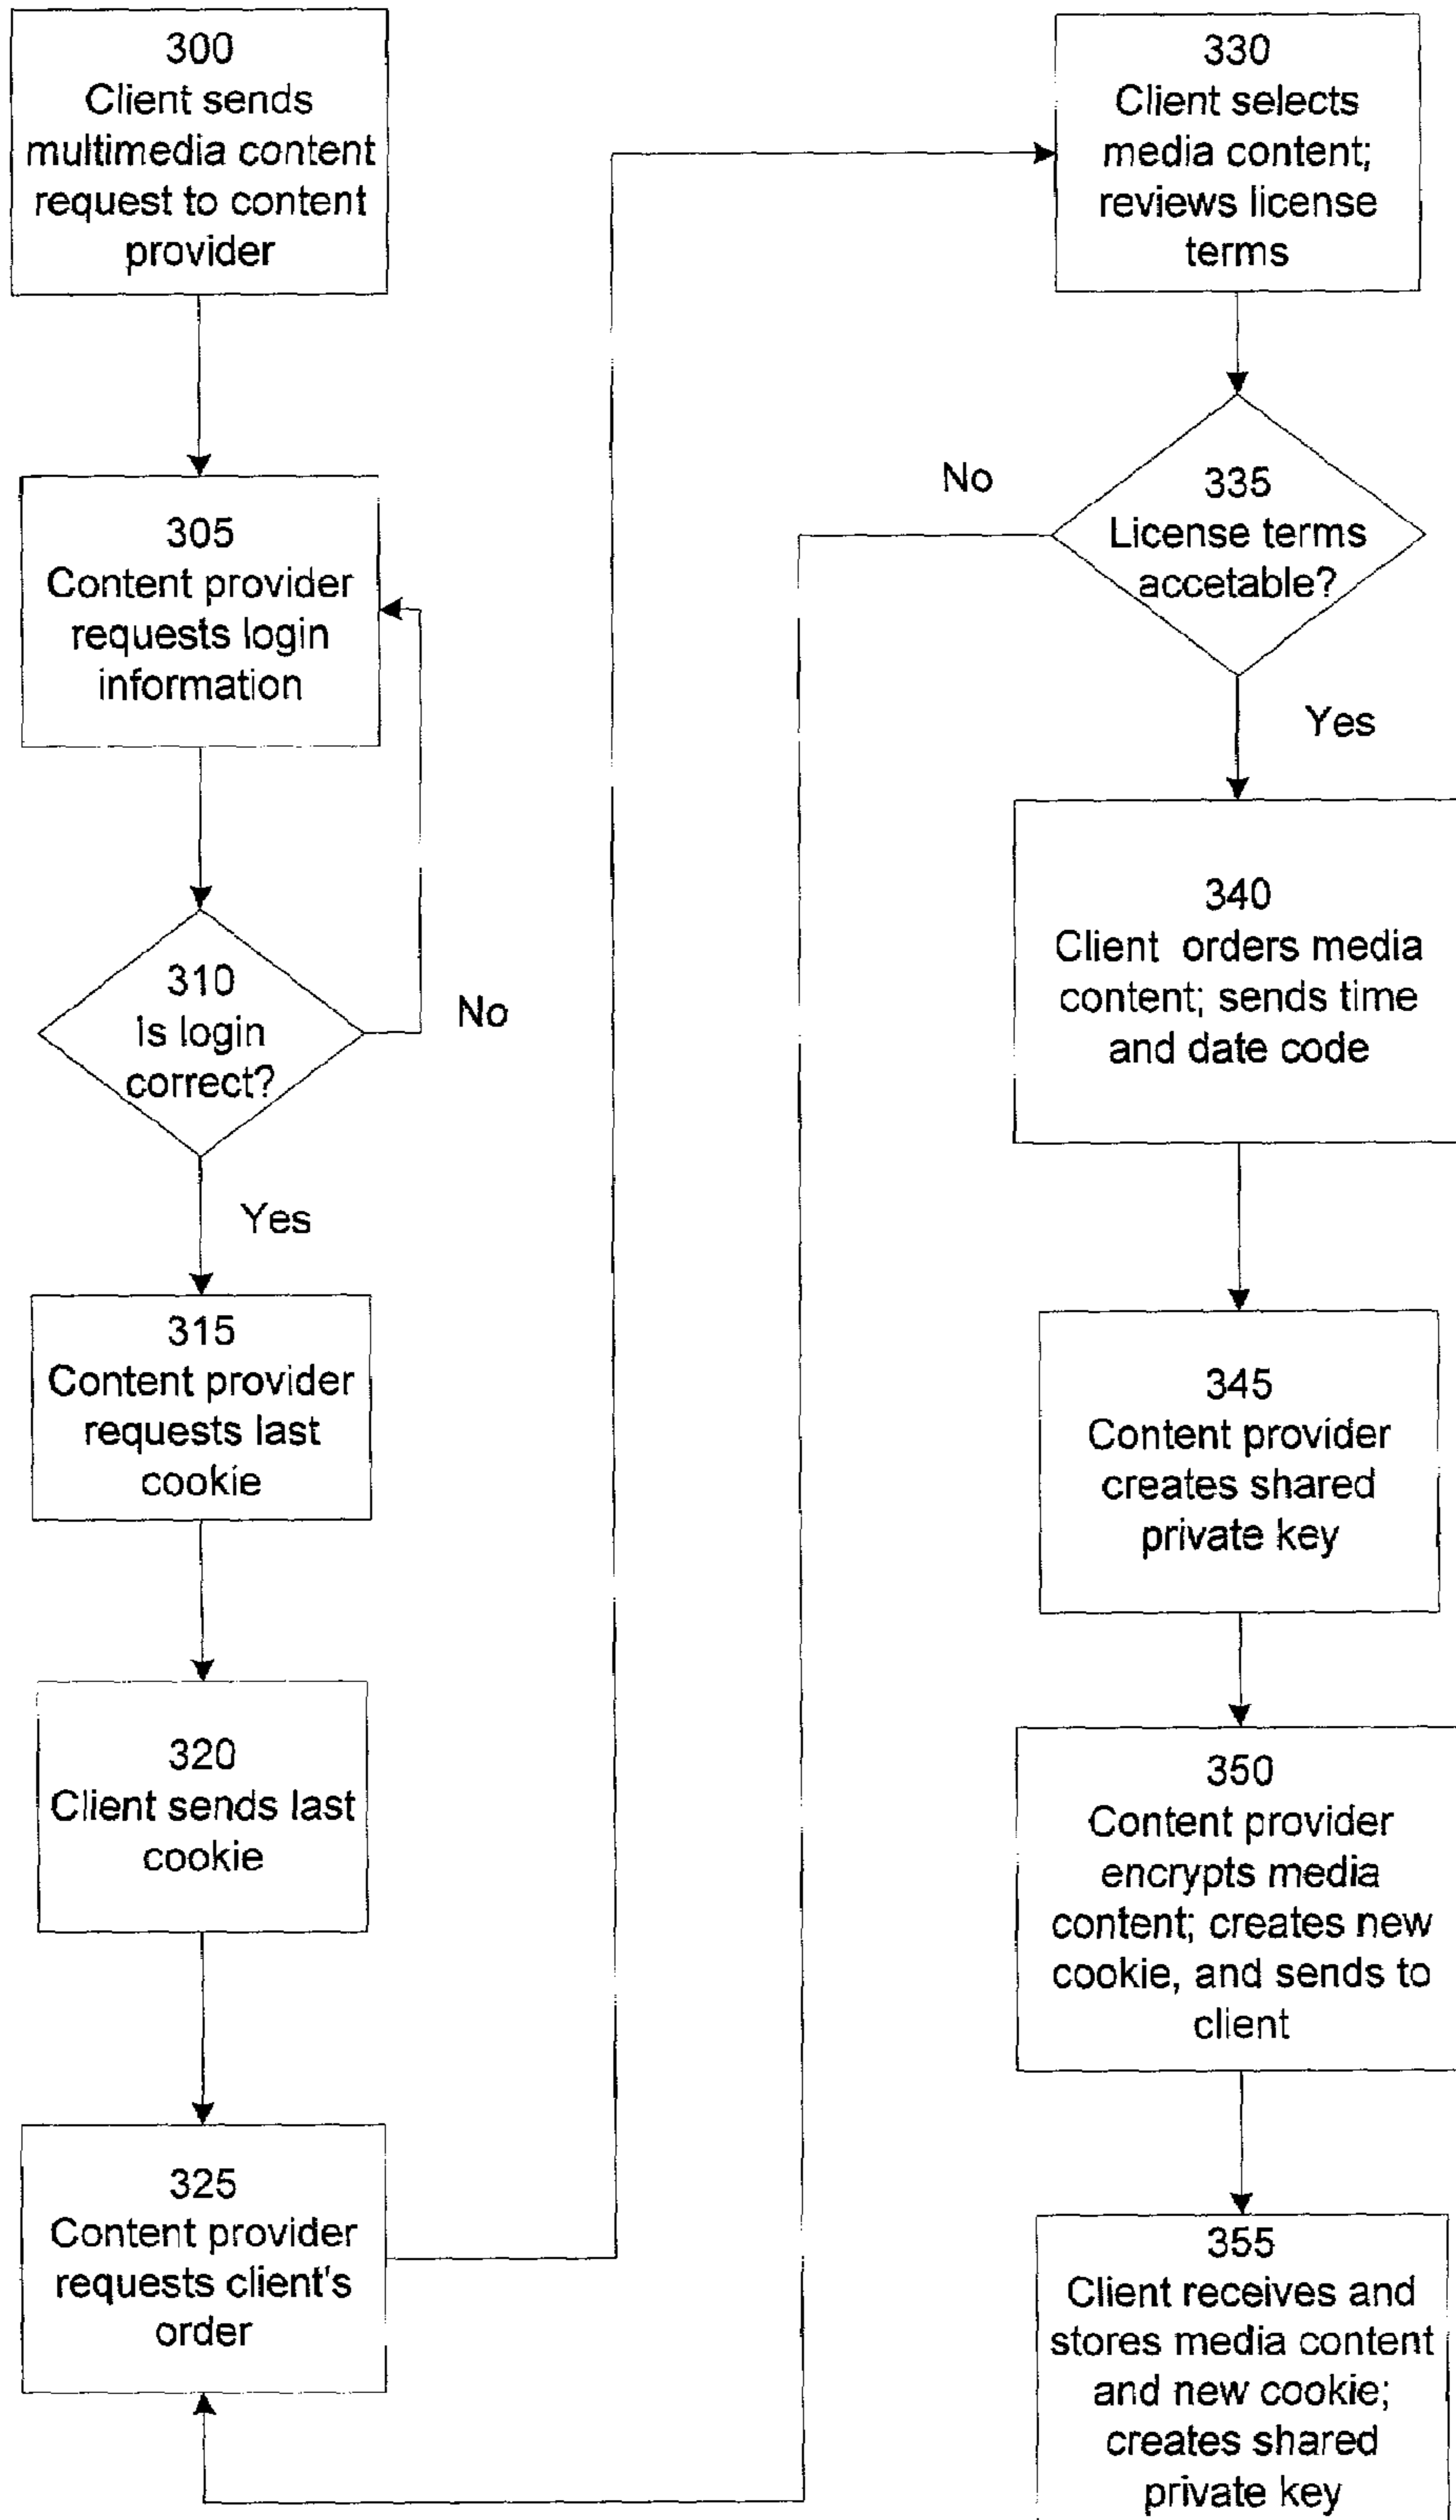 300
Client sends
multimedia content
request to content
provider
305
Content provider
requests login
information
310
Is login
correct?
No
Yes
315
Content provider
requests last
cookie
320
Client sends last
cookie
325
Content provider
requests client's
order
330
Client selects
media content;
reviews license
terms
335
License terms
accetable?
No
Yes
340
Client orders media
content; sends time
and date code
345
Content provider
creates shared
private key
350
Content provider
encrypts media
content; creates new
cookie, and sends to
client
355
Client receives and
stores media content
and new cookie;
creates shared
private key